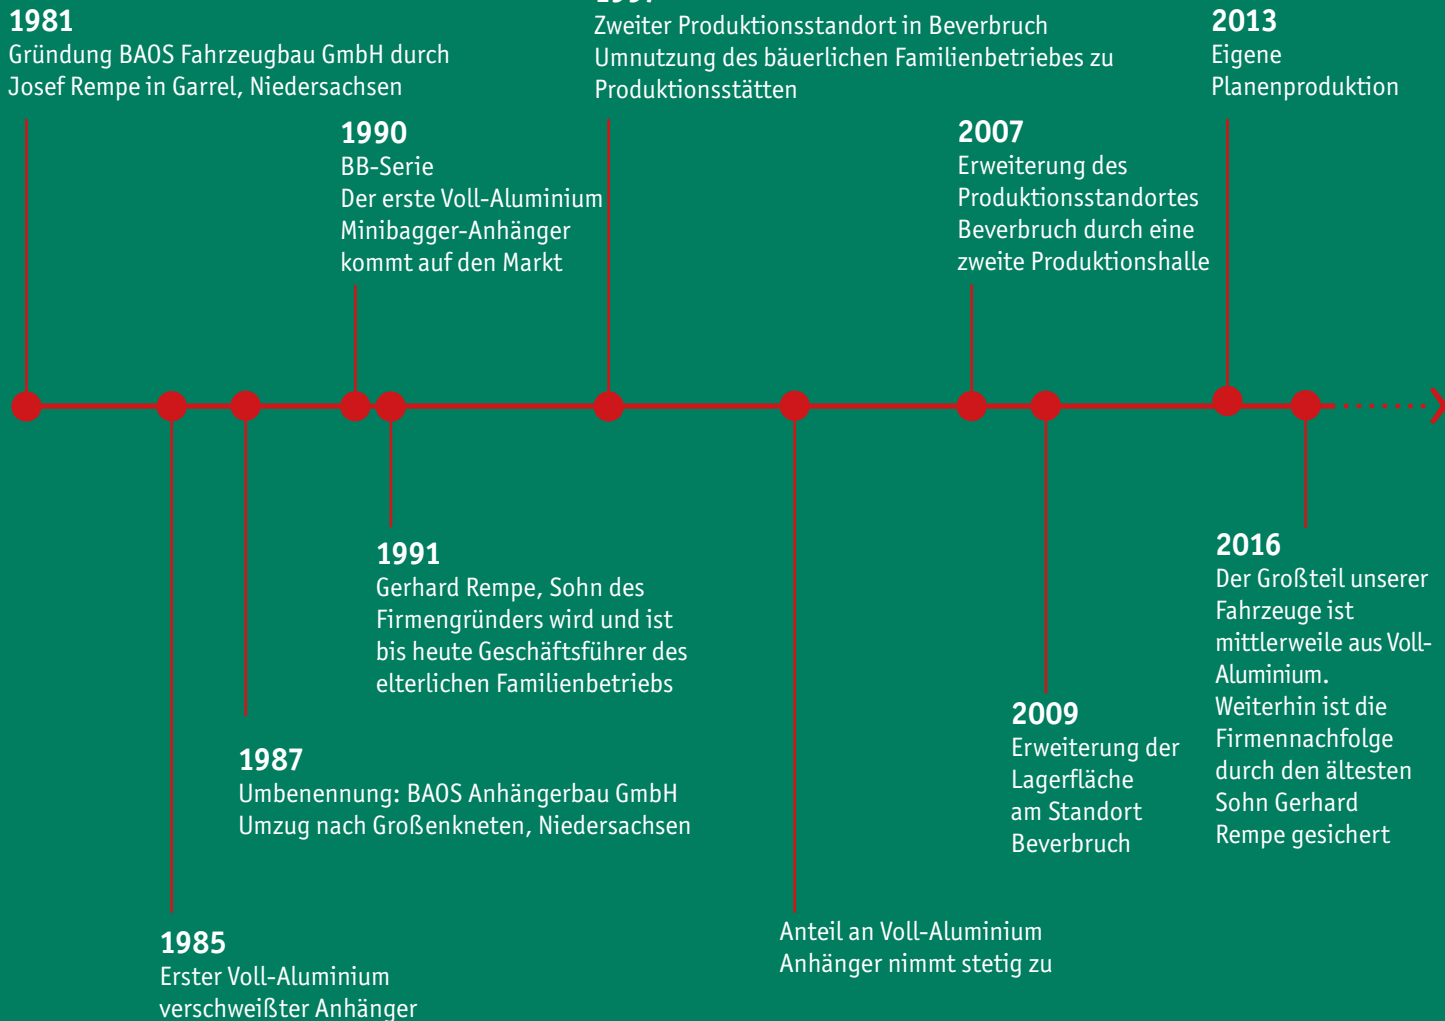 1981
Gründung BAOS Fahrzeugbau GmbH durch
Josef Rempe in Garrel, Niedersachsen
1990
BB-Serie
Der erste Voll-Aluminium
Minibagger-Anhänger
kommt auf den Markt
Zweiter Produktionsstandort in Beverbruch
Umnutzung des bäuerlichen Familienbetriebes zu
Produktionsstätten
2007
Erweiterung des
Produktionsstandortes
Beverbruch durch eine
zweite Produktionshalle
2013
Eigene
Planenproduktion
1985
Erster Voll-Aluminium
verschweißter Anhänger
1987
Umbenennung: BAOS Anhängerbau GmbH
Umzug nach Großenkneten, Niedersachsen
1991
Gerhard Rempe, Sohn des
Firmengründers wird und ist
bis heute Geschäftsführer des
elterlichen Familienbetriebs
Anteil an Voll-Aluminium
Anhänger nimmt stetig zu
2009
Erweiterung der
Lagerfläche
am Standort
Beverbruch
2016
Der Großteil unserer
Fahrzeuge ist
mittlerweile aus Voll-
Aluminium.
Weiterhin ist die
Firmennachfolge
durch den ältesten
Sohn Gerhard
Rempe gesichert